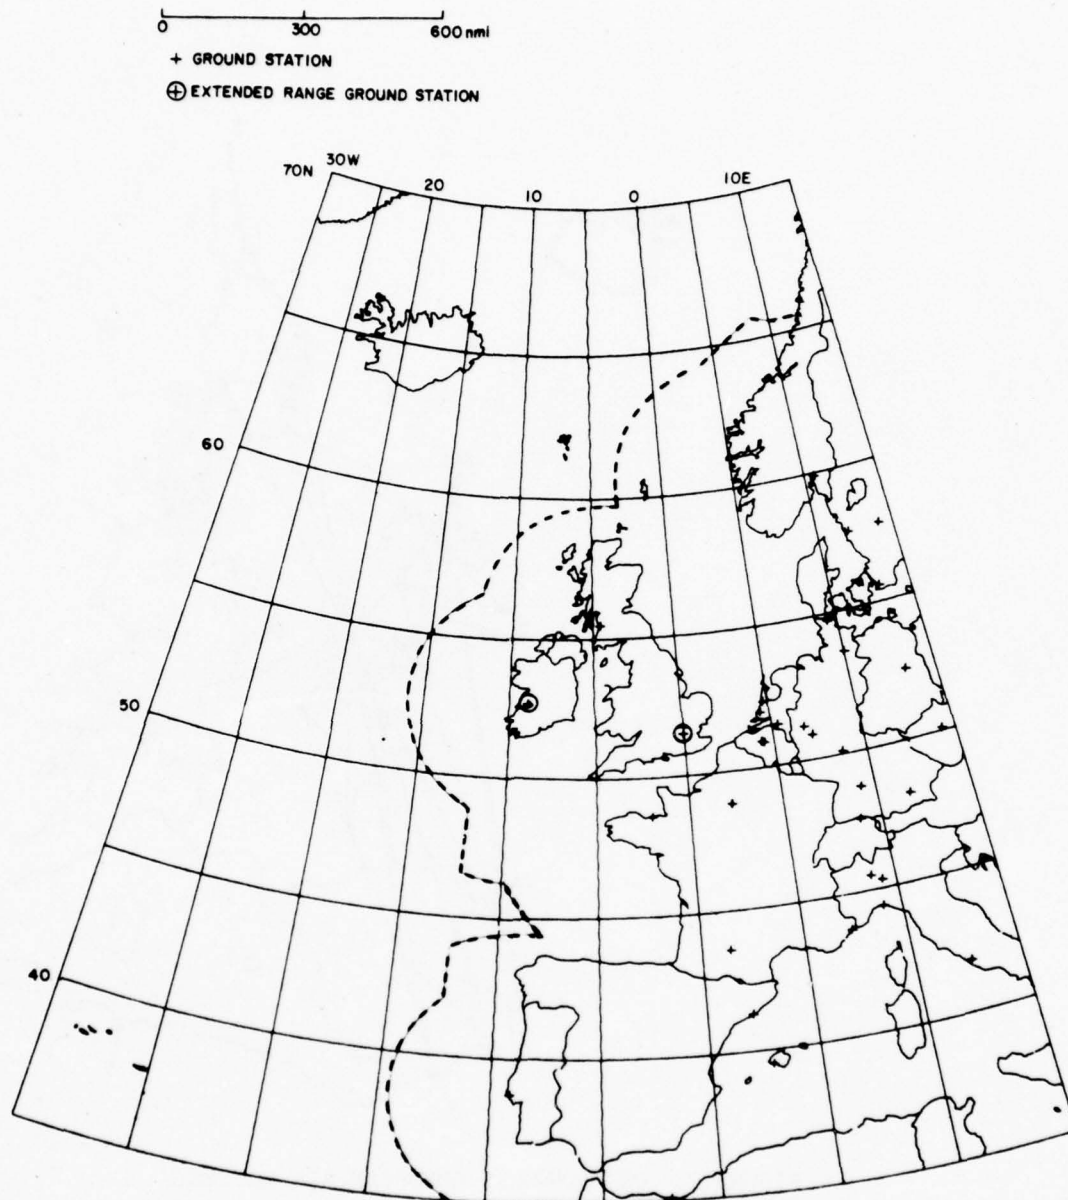 0 300 600 nmi
+ GROUND STATION
⊕ EXTENDED RANGE GROUND STATION
70N 30W 20 10 0 10E
60
50
40